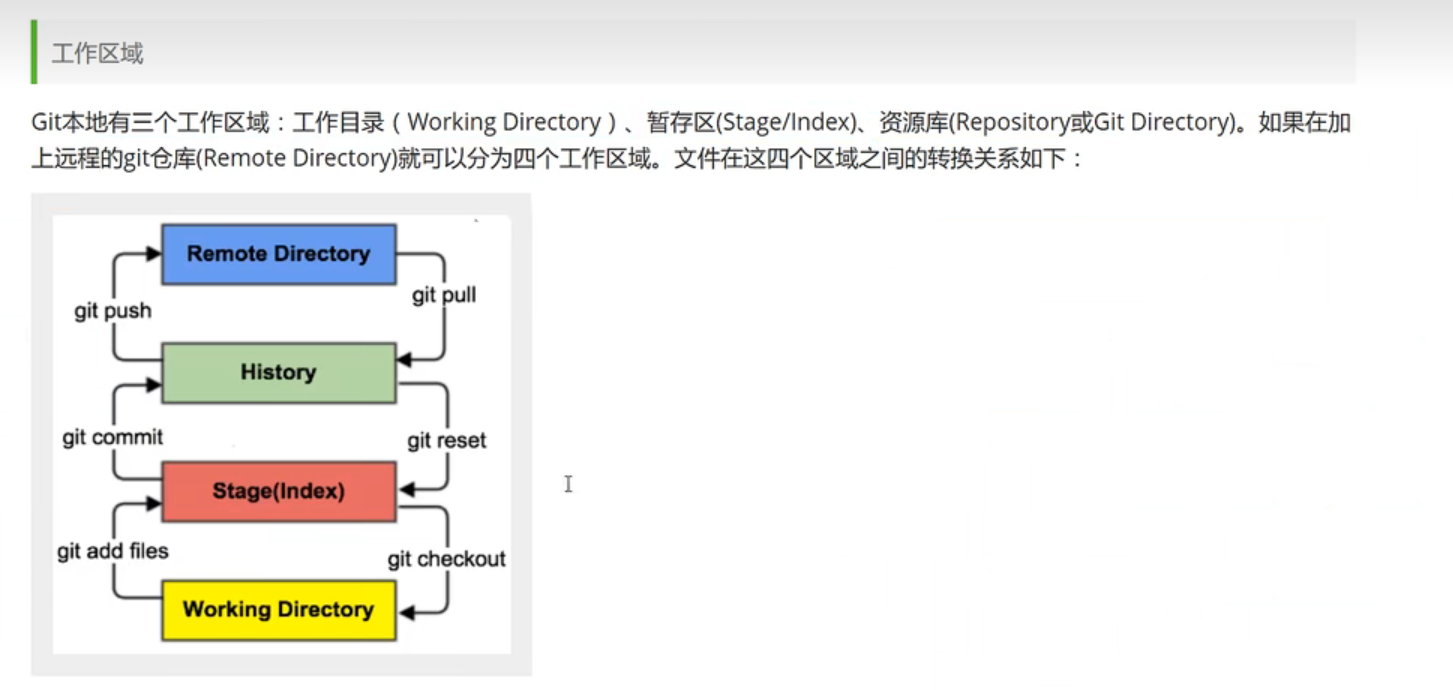 工作区域
Git本地有三个工作区域：工作目录（Working Directory）、暂存区(Stage/Index)、资源库(Repository或Git Directory)。如果在加
上远程的git仓库(Remote Directory)就可以分为四个工作区域。文件在这四个区域之间的转换关系如下：
Remote Directory
git pull
git push
History
git commit
git reset
Stage(Index)
git add files
git checkout
Working Directory